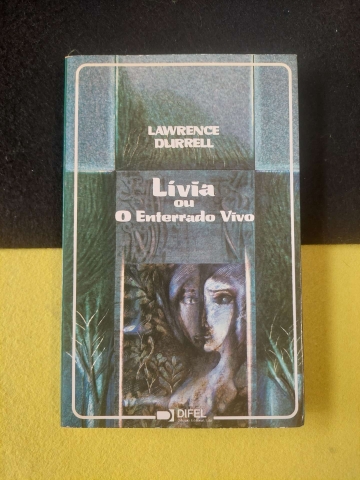 LAWRENCE
DURRELL
Lívia
ou
O Enterrado Vivo
DIFEL